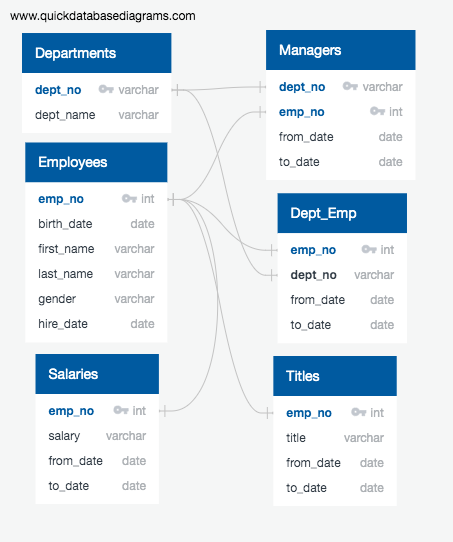 www.quickdatabasediagrams.com
Departments
dept_no varchar
dept_name varchar
Employees
emp_no int
birth_date date
first_name varchar
last_name varchar
gender varchar
hire_date date
Salaries
emp_no int
salary varchar
from_date date
to_date date
Managers
dept_no varchar
emp_no int
from_date date
to_date date
Dept_Emp
emp_no int
dept_no varchar
from_date date
to_date date
Titles
emp_no int
title varchar
from_date date
to_date date